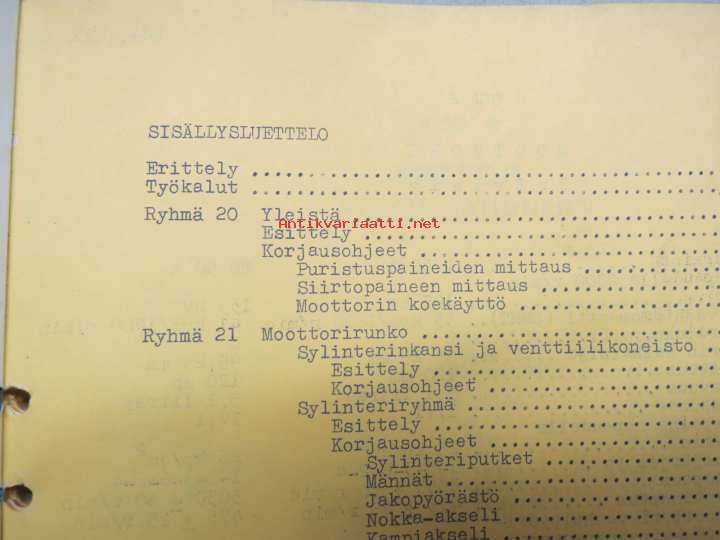 SISÄLLYSLUETTELO
Erittely
Työkalut
Ryhmä 20 Yleistä
Antikvariaatti.net
Esittely
Korjausohjeet
Puristuspaineiden mittaus
Siirtopaineen mittaus
Moottorin koekäyttö
Ryhmä 21 Moottorirunko
Sylinterinkansi ja venttiilikoneisto
Esittely
Korjausohjeet
Sylinteriryhmä
Esittely
Korjausohjeet
Sylinteriputket
Männät
Jakopyörästö
Nokka-akseli
Kampiakseli